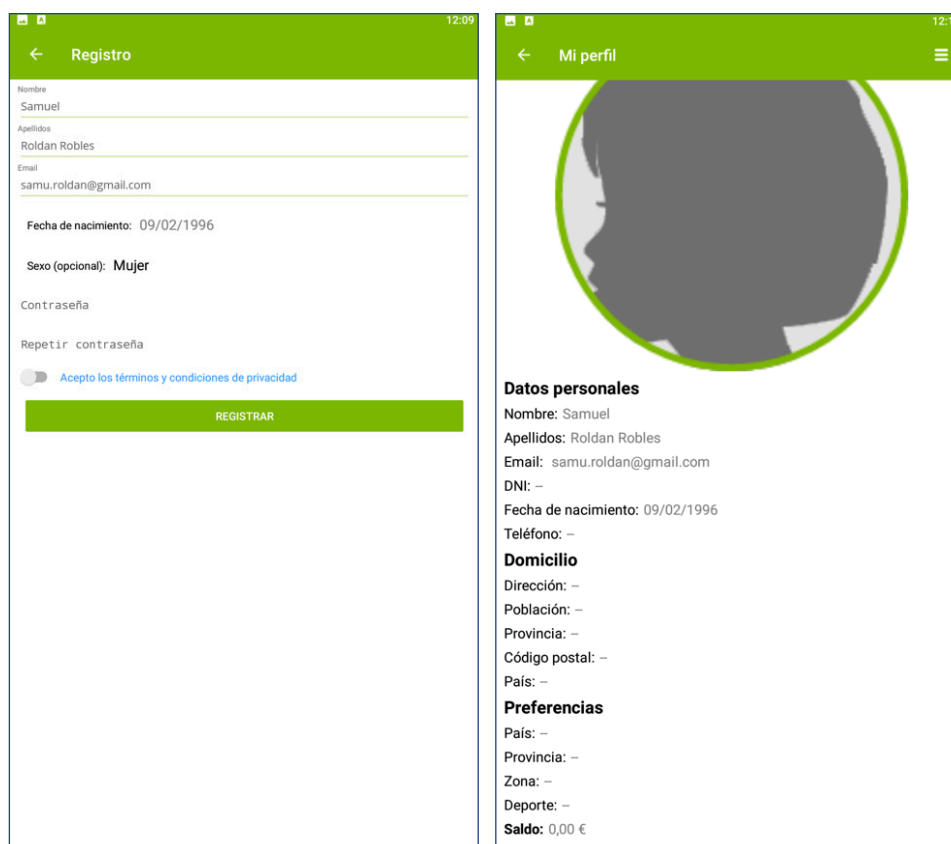 12:09
Registro
Nombre
Samuel
Apellidos
Roldan Robles
Email
samu.roldan@gmail.com
Fecha de nacimiento: 09/02/1996
Sexo (opcional): Mujer
Contraseña
Repetir contraseña
Acepto los términos y condiciones de privacidad
REGISTRAR
Mi perfil
Datos personales
Nombre: Samuel
Apellidos: Roldan Robles
Email: samu.roldan@gmail.com
DNI: --
Fecha de nacimiento: 09/02/1996
Teléfono: --
Domicilio
Dirección: --
Población: --
Provincia: --
Código postal: --
País: --
Preferencias
País: --
Provincia: --
Zona: --
Deporte: --
Saldo: 0,00 €